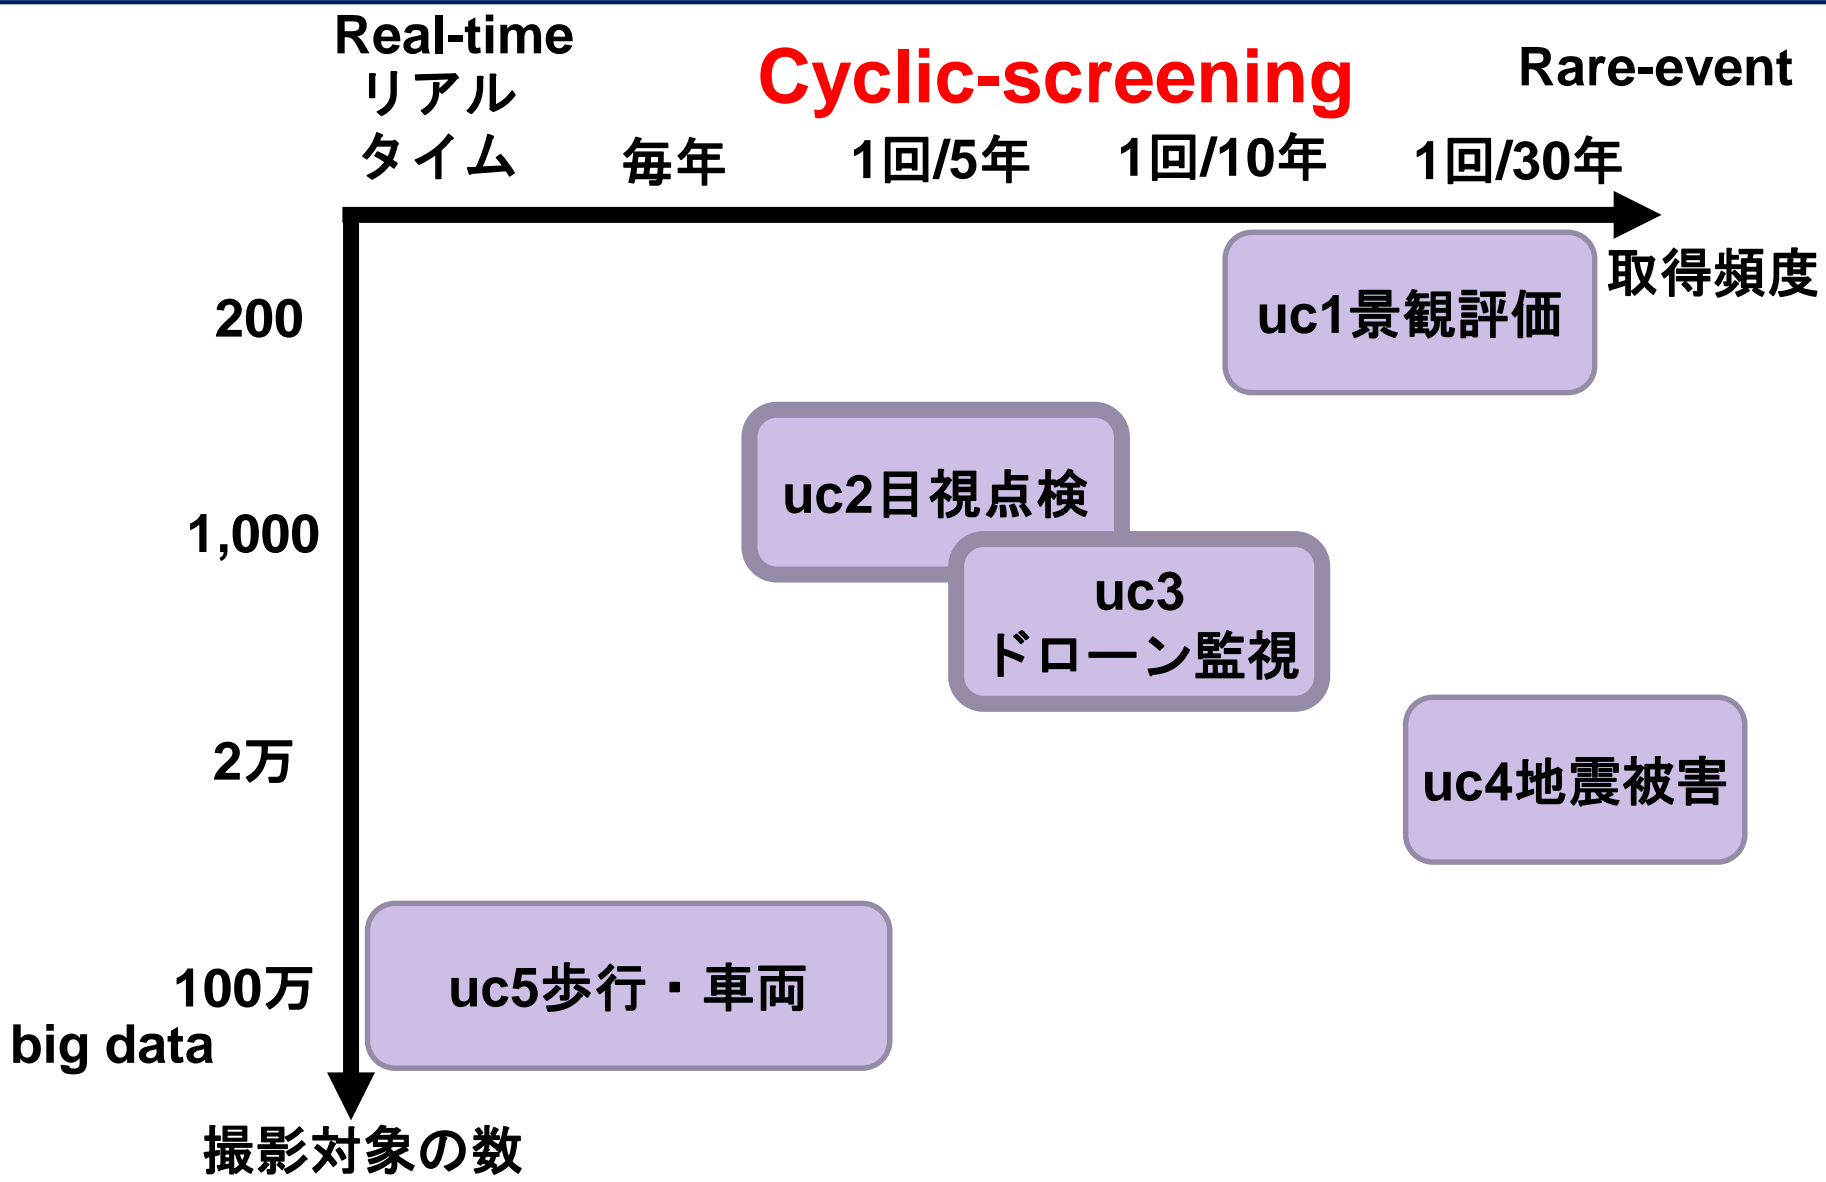 Real-time
リアル
タイム
Cyclic-screening
Rare-event
毎年
1回/5年
1回/10年
1回/30年
取得頻度
200
uc1景観評価
1,000
uc2目視点検
uc3
ドローン監視
2万
uc4地震被害
100万
big data
uc5歩行・車両
撮影対象の数